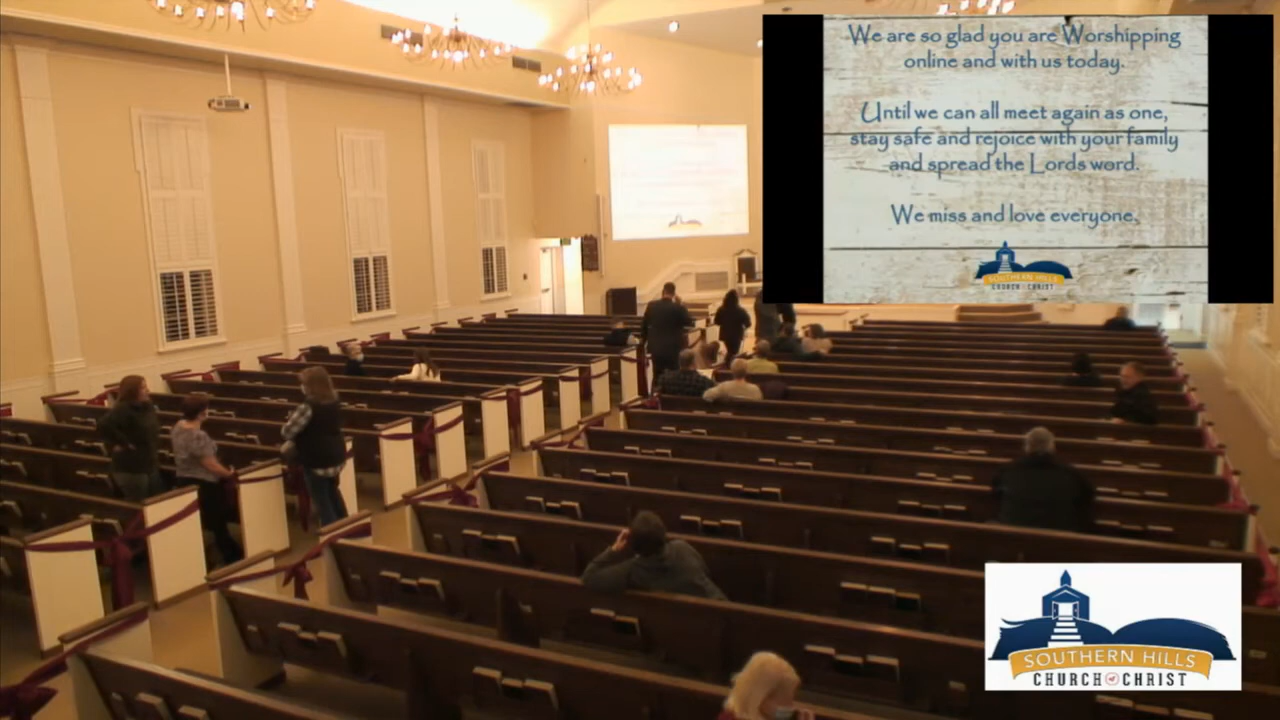 We are so glad you are Worshipping
online and with us today.
Until we can all meet again as one,
stay safe and rejoice with your family
and spread the Lords word.
We miss and love everyone.
SOUTHERN HILLS
CHURCH CHRIST
SOUTHERN HILLS
CHURCH OF CHRIST